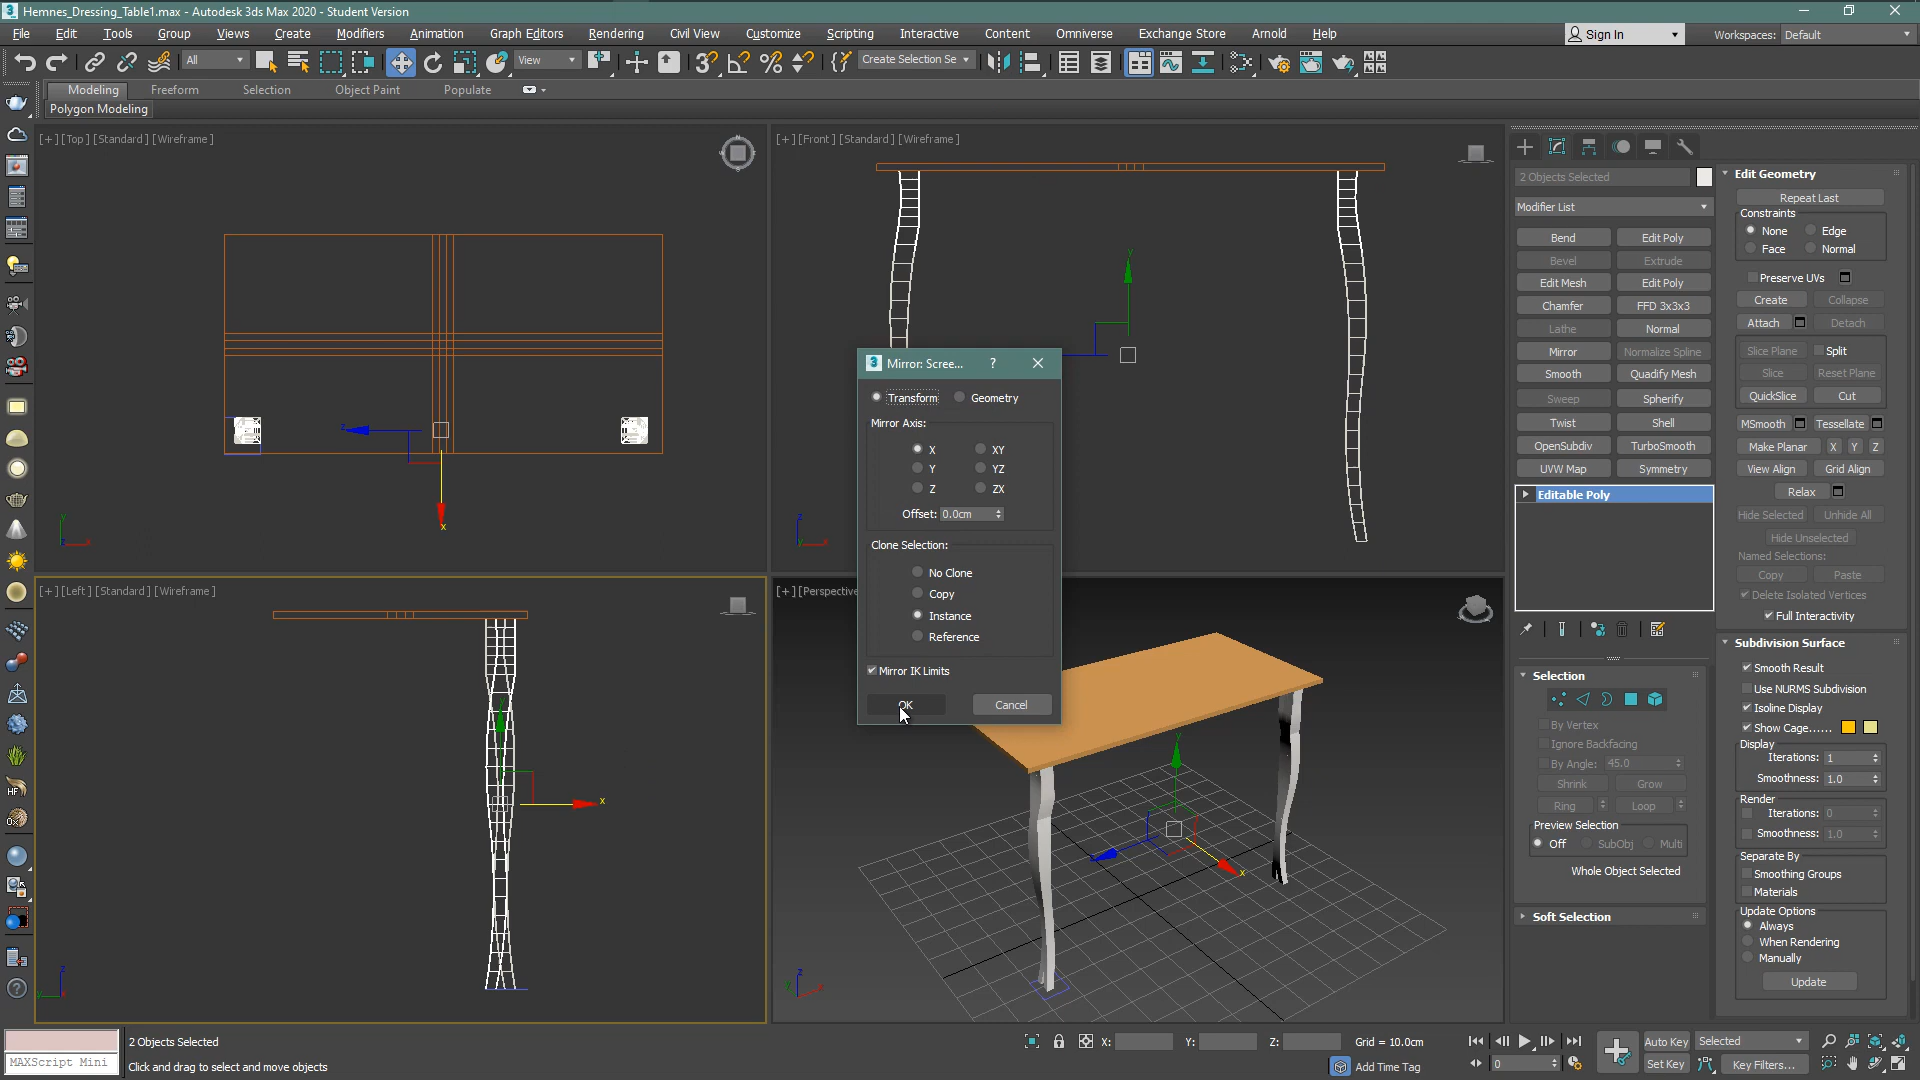 Hemnes_Dressing_Table1.max - Autodesk 3ds Max 2020 - Student Version
File Edit Tools Group Views Create Modifiers Animation Graph Editors Rendering Civil View Customize Scripting Interactive Content Omniverse Exchange Store Arnold Help Sign In Workspaces: Default
All View Create Selection Se
Modeling Freeform Selection Object Paint Populate
Polygon Modeling
[+] [Top] [Standard] [Wireframe]
[+] [Front] [Standard] [Wireframe]
[+] [Left] [Standard] [Wireframe]
[+] [Perspective
Mirror: Scree... ?
Transform Geometry
Mirror Axis:
X XY
Y YZ
Z ZX
Offset: 0.0cm
Clone Selection:
No Clone
Copy
Instance
Reference
Mirror IK Limits
OK Cancel
2 Objects Selected
Modifier List
Bend Edit Poly
Bevel Extrude
Edit Mesh Edit Poly
Chamfer FFD 3x3x3
Lathe Normal
Mirror Normalize Spline
Smooth Quadify Mesh
Sweep Spherify
Twist Shell
OpenSubdiv TurboSmooth
UVW Map Symmetry
Editable Poly
Selection
By Vertex
Ignore Backfacing
By Angle: 45.0
Shrink Grow
Ring Loop
Preview Selection
Off SubObj Multi
Whole Object Selected
Soft Selection
Edit Geometry
Repeat Last
Constraints
None Edge
Face Normal
Preserve UVs
Create Collapse
Attach Detach
Slice Plane Split
Slice Reset Plane
QuickSlice Cut
MSmooth Tessellate
Make Planar X Y Z
View Align Grid Align
Relax
Hide Selected Unhide All
Hide Unselected
Named Selections:
Copy Paste
Delete Isolated Vertices
Full Interactivity
Subdivision Surface
Smooth Result
Use NURMS Subdivision
Isoline Display
Show Cage......
Display
Iterations: 1
Smoothness: 1.0
Render
Iterations: 0
Smoothness: 1.0
Separate By
Smoothing Groups
Materials
Update Options
Always
When Rendering
Manually
Update
MAXScript Mini
2 Objects Selected
Click and drag to select and move objects
X: Y: Z: Grid = 10.0cm
Add Time Tag
0
Auto Key Selected
Set Key Key Filters...